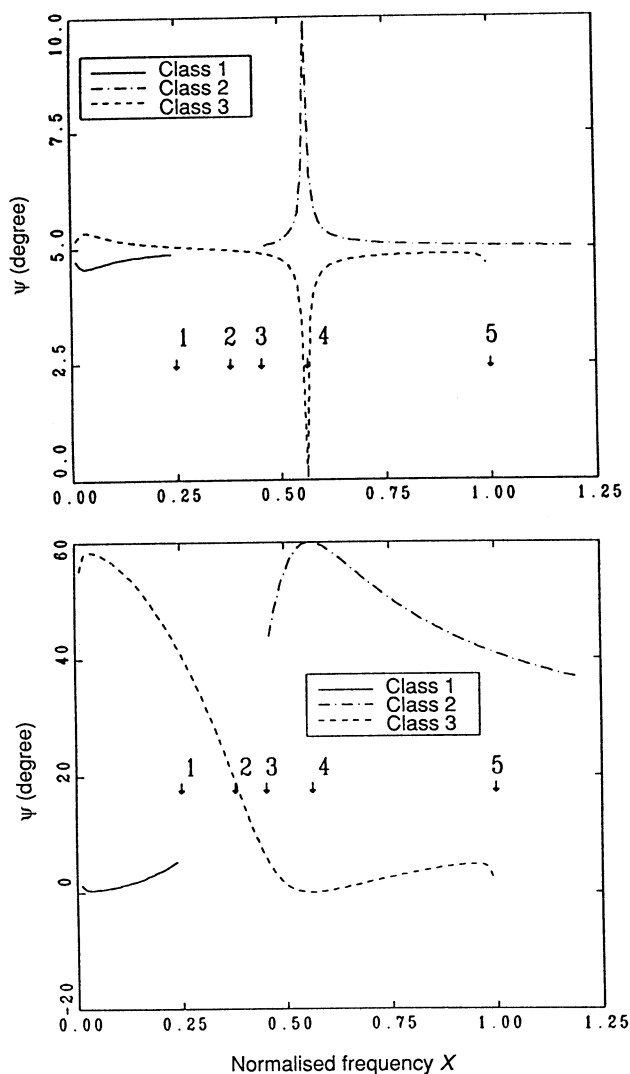 10.0
Class 1
Class 2
Class 3
7.5
ψ (degree)
5.0
1 2 3 4 5
2.5
0.0
0.00 0.25 0.50 0.75 1.00 1.25
60
40
Class 1
Class 2
Class 3
ψ (degree)
1 2 3 4 5
20
0
-20
0.00 0.25 0.50 0.75 1.00 1.25
Normalised frequency X